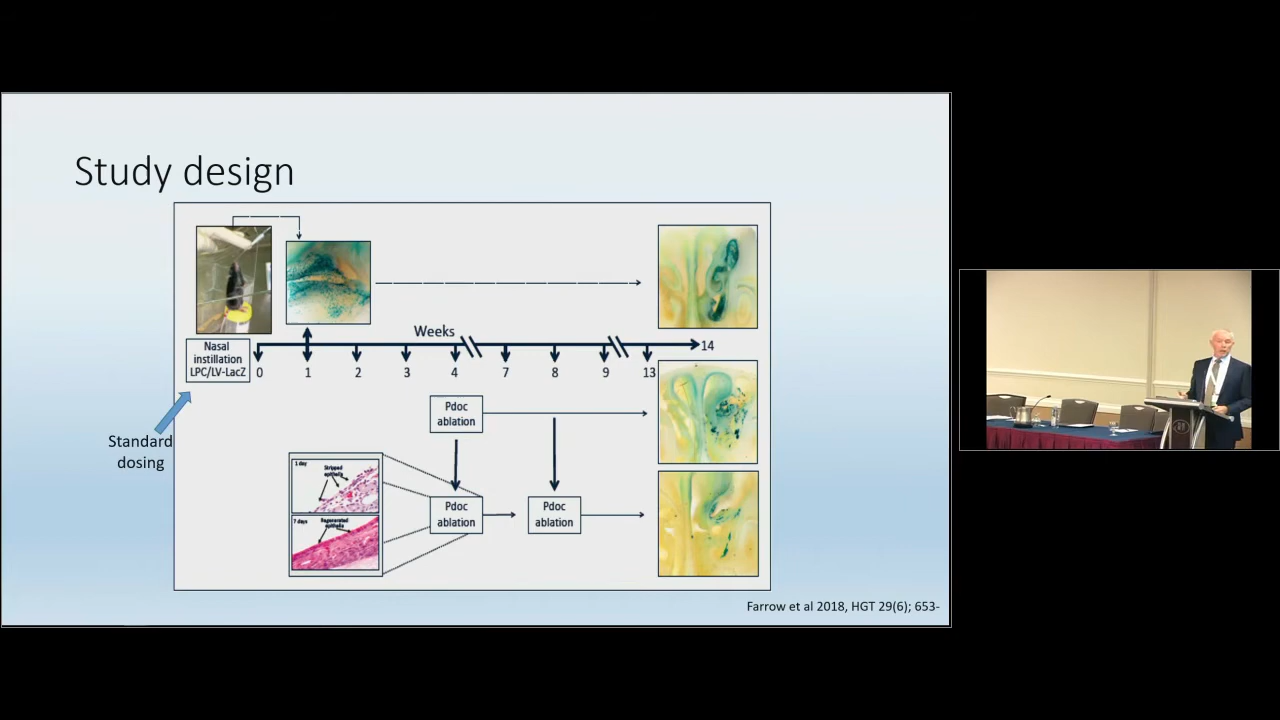 Study design
Weeks
Nasal
instillation
LPC/LV-LacZ
0
1
2
3
4
7
8
9
13
14
Standard
dosing
Pdoc
ablation
1 day
Stripped
epithelia
7 days
Regenerated
epithelia
Pdoc
ablation
Pdoc
ablation
Farrow et al 2018, HGT 29(6); 653-